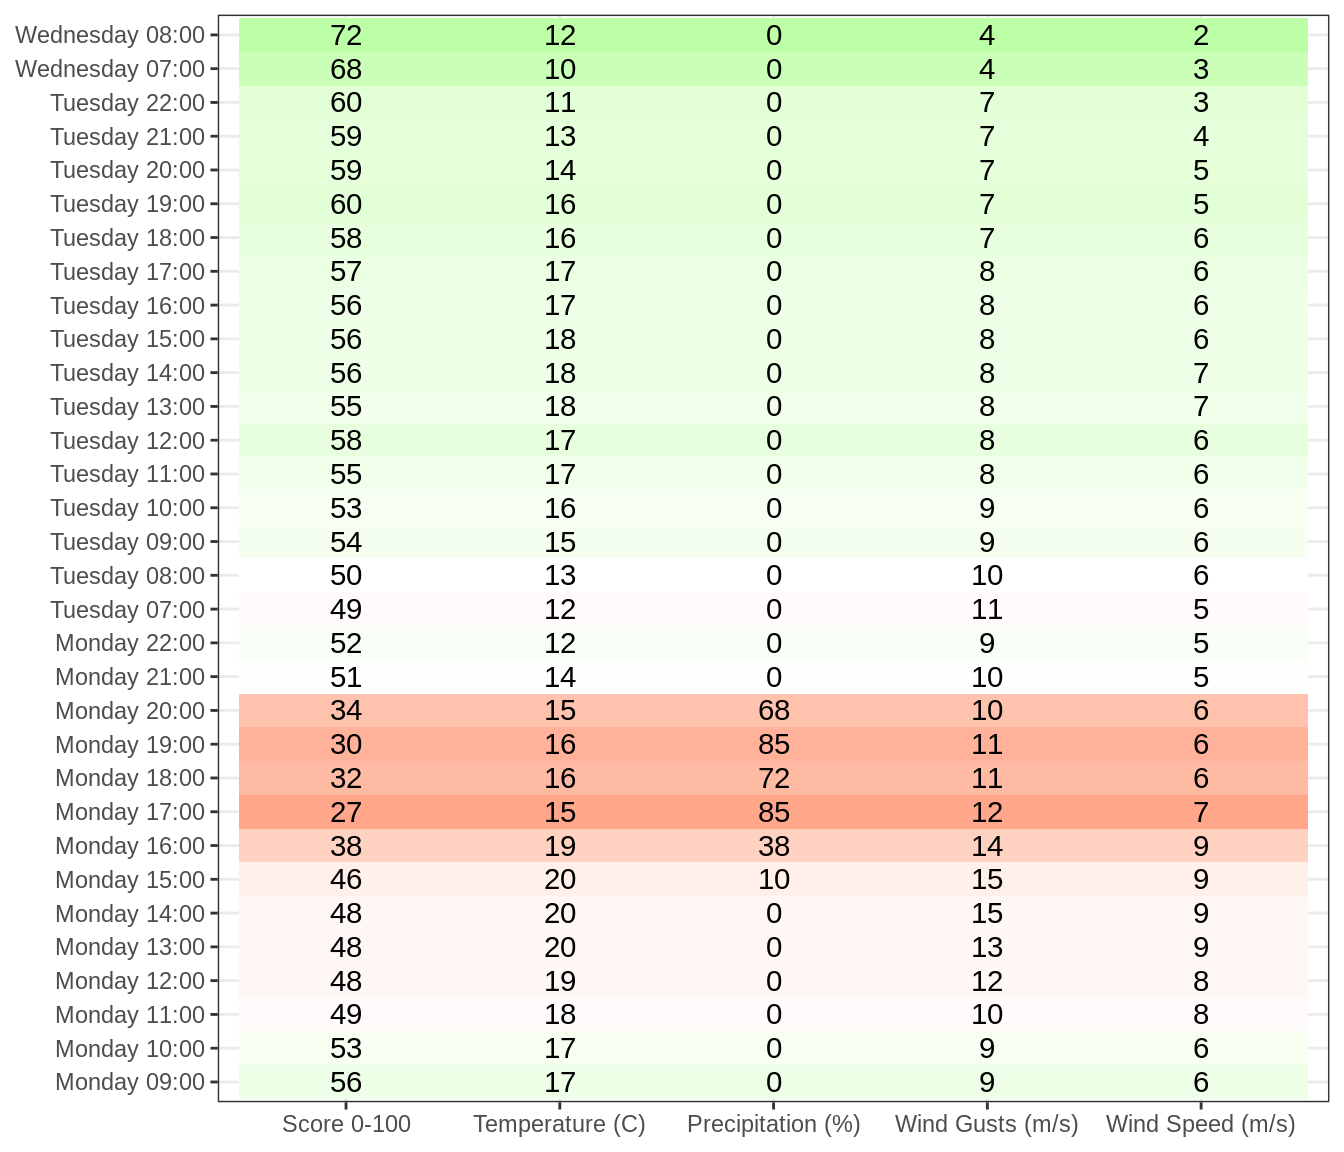 Wednesday 08:00 72 12 0 4 2
Wednesday 07:00 68 10 0 4 3
Tuesday 22:00 60 11 0 7 3
Tuesday 21:00 59 13 0 7 4
Tuesday 20:00 59 14 0 7 5
Tuesday 19:00 60 16 0 7 5
Tuesday 18:00 58 16 0 7 6
Tuesday 17:00 57 17 0 8 6
Tuesday 16:00 56 17 0 8 6
Tuesday 15:00 56 18 0 8 6
Tuesday 14:00 56 18 0 8 7
Tuesday 13:00 55 18 0 8 7
Tuesday 12:00 58 17 0 8 6
Tuesday 11:00 55 17 0 8 6
Tuesday 10:00 53 16 0 9 6
Tuesday 09:00 54 15 0 9 6
Tuesday 08:00 50 13 0 10 6
Tuesday 07:00 49 12 0 11 5
Monday 22:00 52 12 0 9 5
Monday 21:00 51 14 0 10 5
Monday 20:00 34 15 68 10 6
Monday 19:00 30 16 85 11 6
Monday 18:00 32 16 72 11 6
Monday 17:00 27 15 85 12 7
Monday 16:00 38 19 38 14 9
Monday 15:00 46 20 10 15 9
Monday 14:00 48 20 0 15 9
Monday 13:00 48 20 0 13 9
Monday 12:00 48 19 0 12 8
Monday 11:00 49 18 0 10 8
Monday 10:00 53 17 0 9 6
Monday 09:00 56 17 0 9 6
Score 0-100 Temperature (C) Precipitation (%) Wind Gusts (m/s) Wind Speed (m/s)